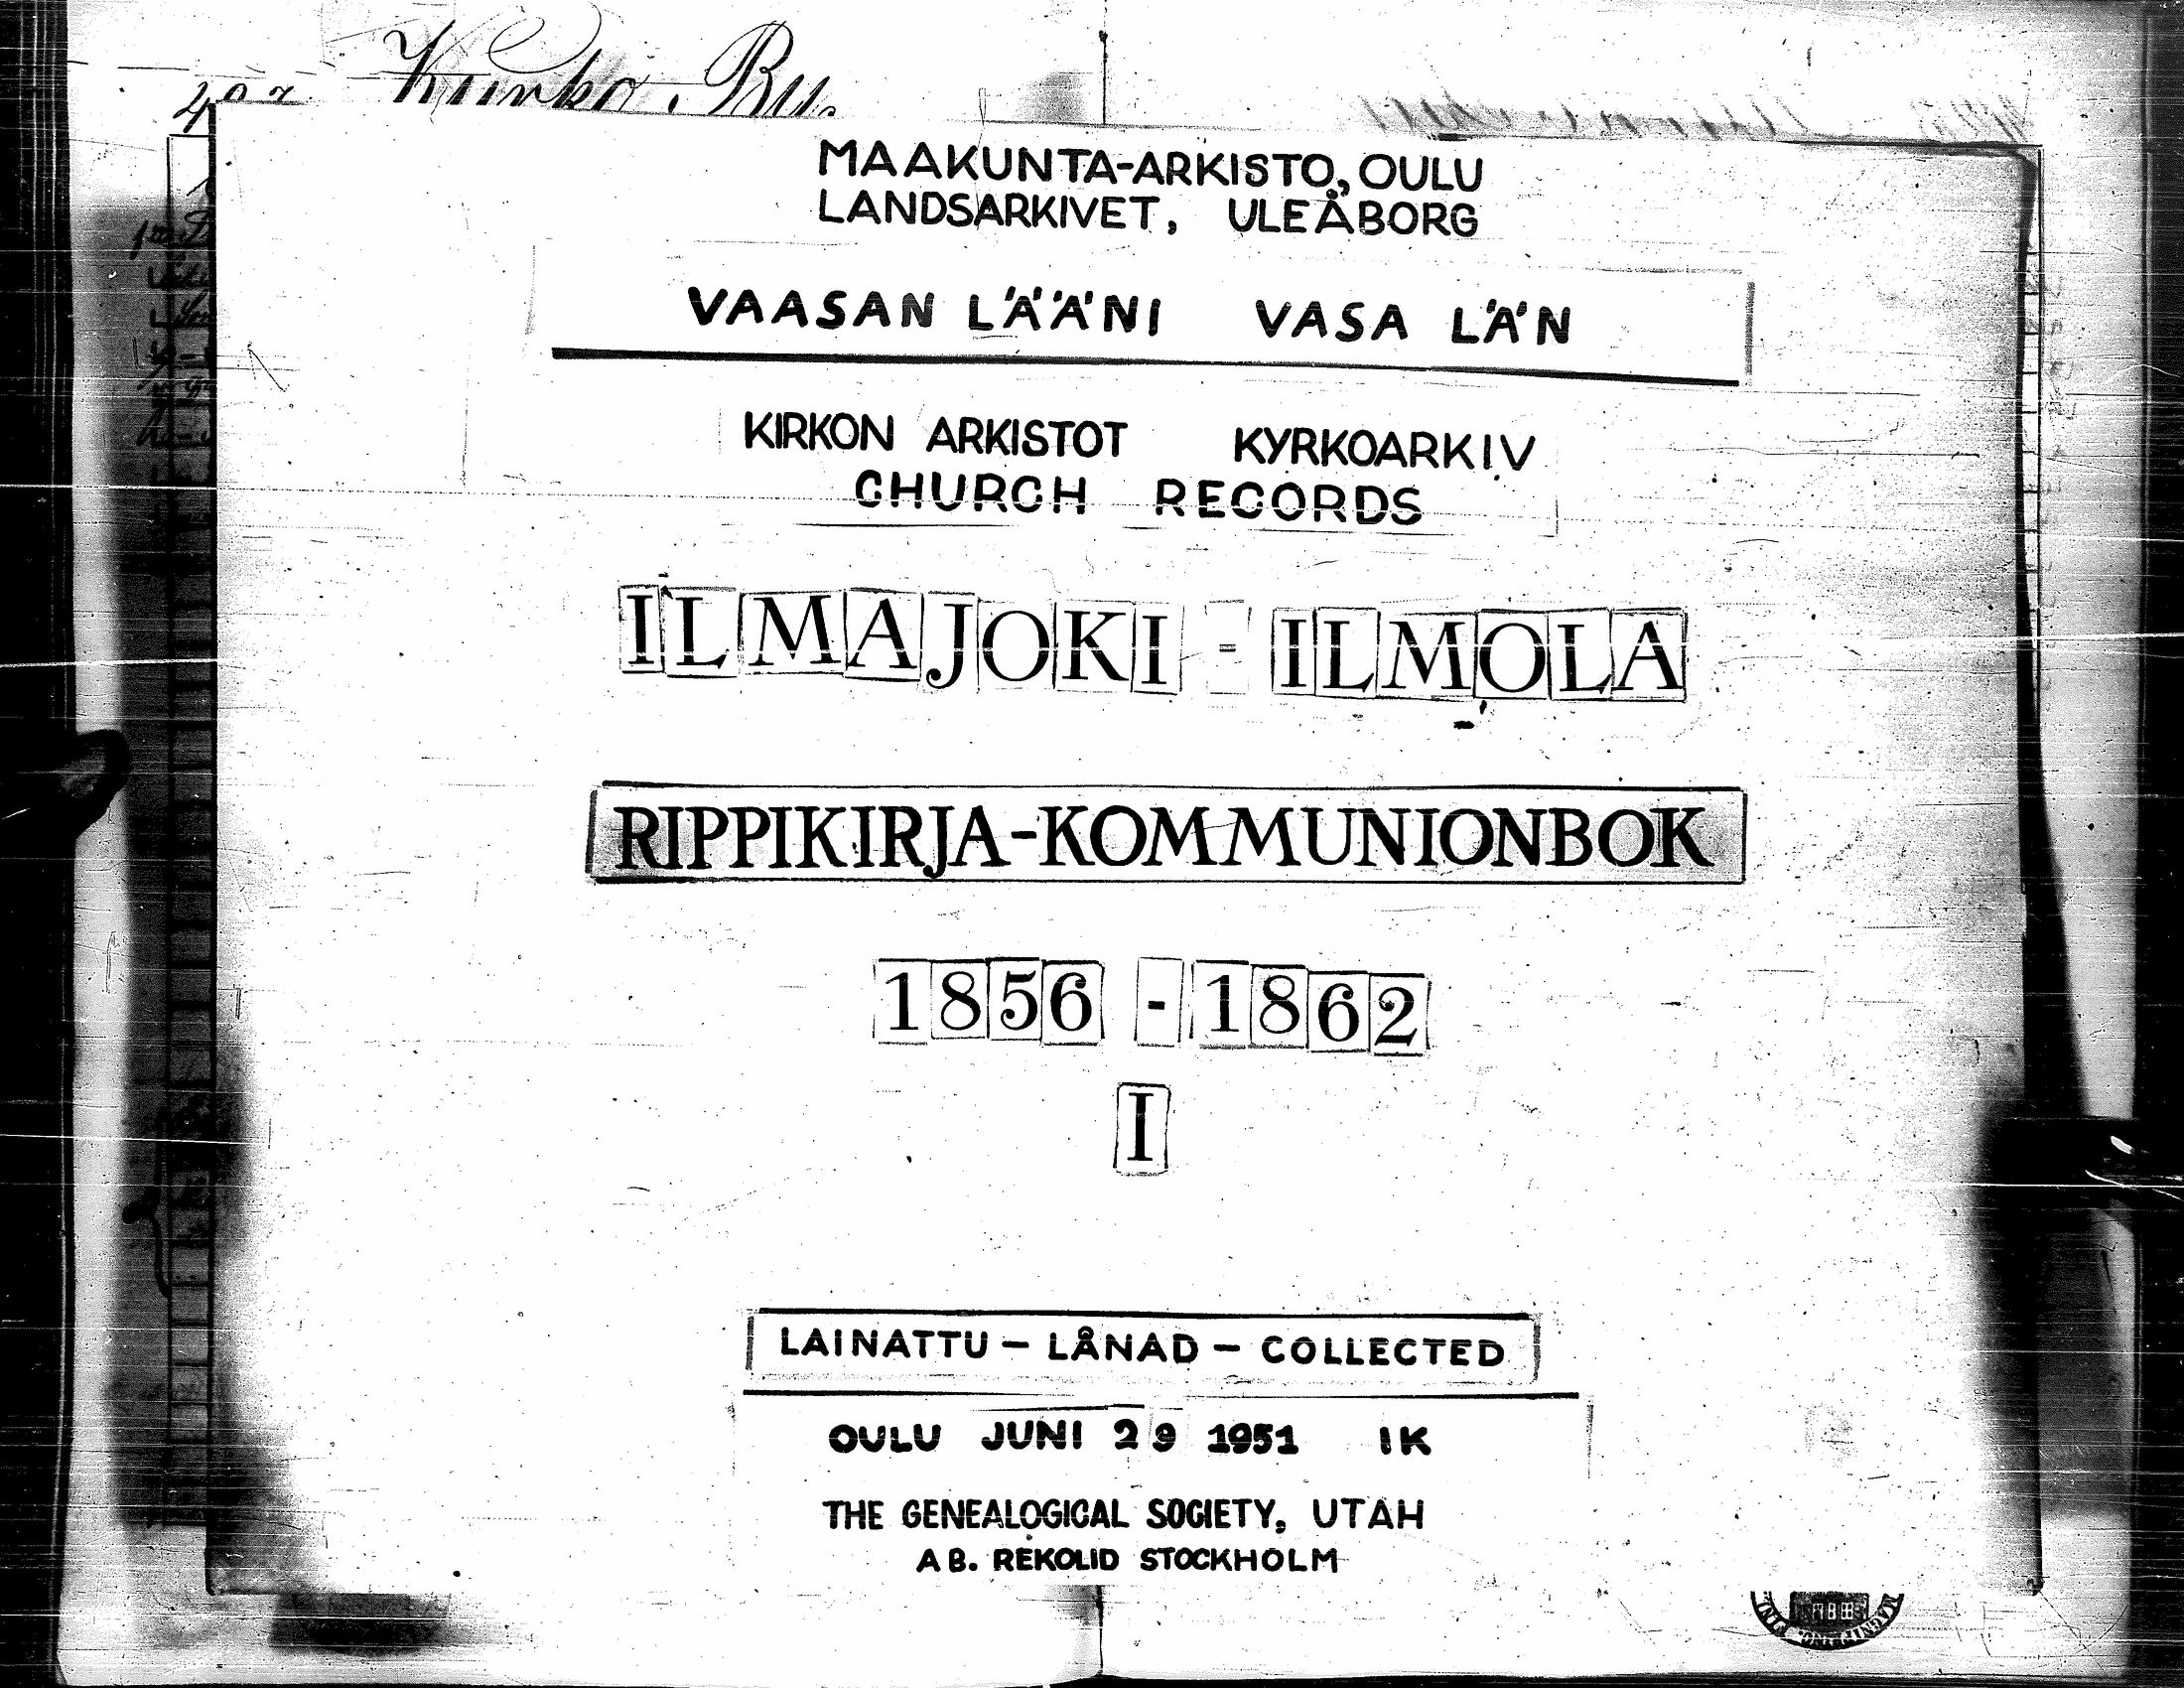 MAAKUNTA-ARKISTO, OULU
LANDSARKIVET, ULEÅBORG
VAASAN LÄÄNI VASA LÄN
KIRKON ARKISTOT KYRKOARKIV
CHURCH RECORDS
ILMAJOKI - ILMOLA
RIPPIKIRJA-KOMMUNIONBOK
1856 - 1862
I
LAINATTU - LÅNAD - COLLECTED
OULU JUNI 29 1951 IK
THE GENEALOGICAL SOCIETY, UTAH
AB. REKOLID STOCKHOLM